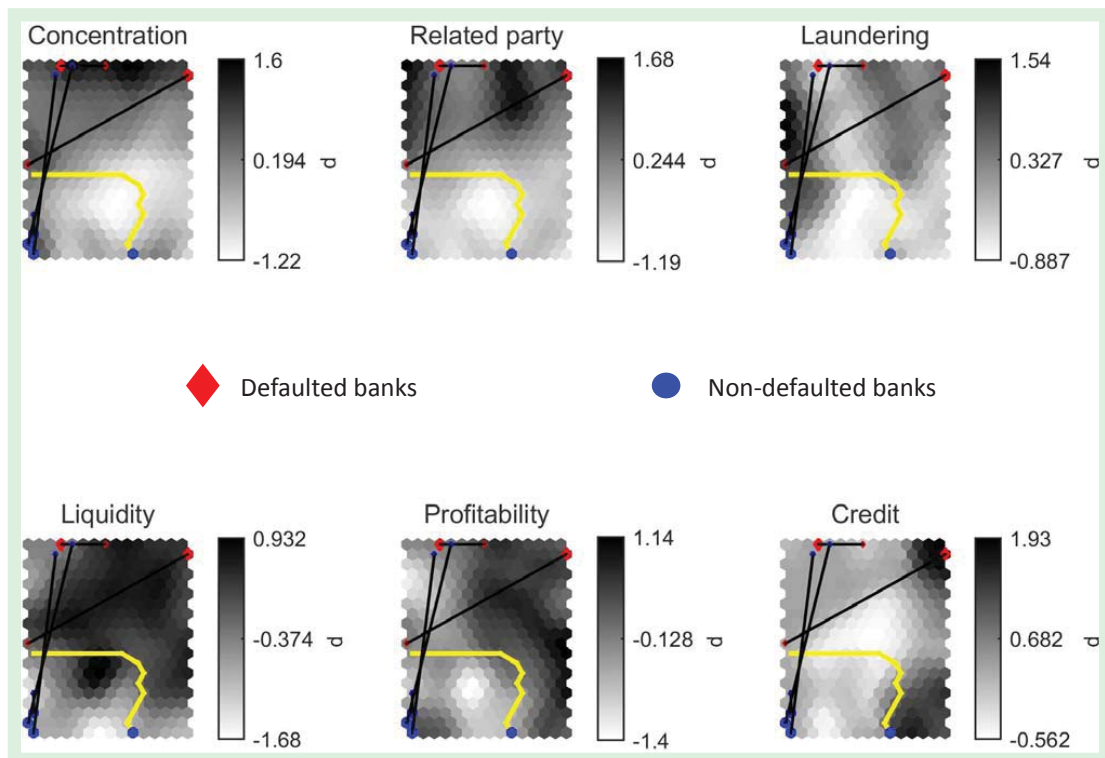 Concentration
1.6
0.194
d
-1.22
Related party
1.68
0.244
d
-1.19
Laundering
1.54
0.327
d
-0.887
Defaulted banks
Non-defaulted banks
Liquidity
0.932
-0.374
d
-1.68
Profitability
1.14
-0.128
d
-1.4
Credit
1.93
0.682
d
-0.562